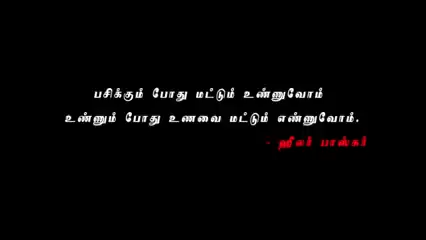 பசிக்கும் போது மட்டும் உண்ணுவோம்
உண்ணும் போது உணவை மட்டும் எண்ணுவோம்.
- ஹீலர் பாஸ்கர்